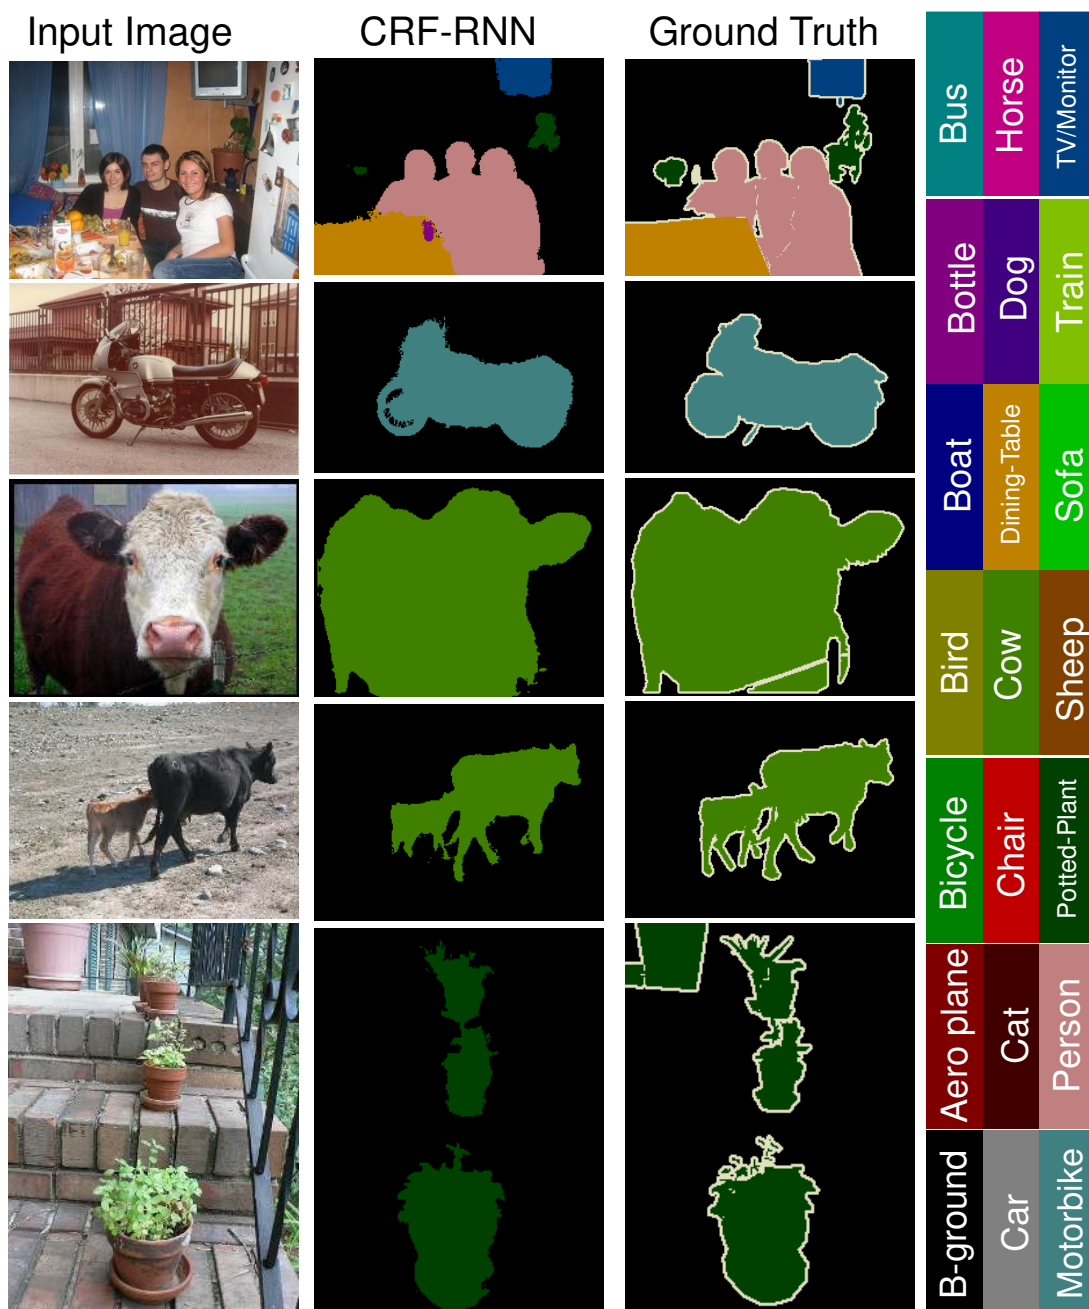 Input Image
CRF-RNN
Ground Truth
Bus
Horse
TV/Monitor
Bottle
Dog
Train
Boat
Dining-Table
Sofa
Bird
Cow
Sheep
Bicycle
Chair
Potted-Plant
Aero plane
Cat
Person
B-ground
Car
Motorbike